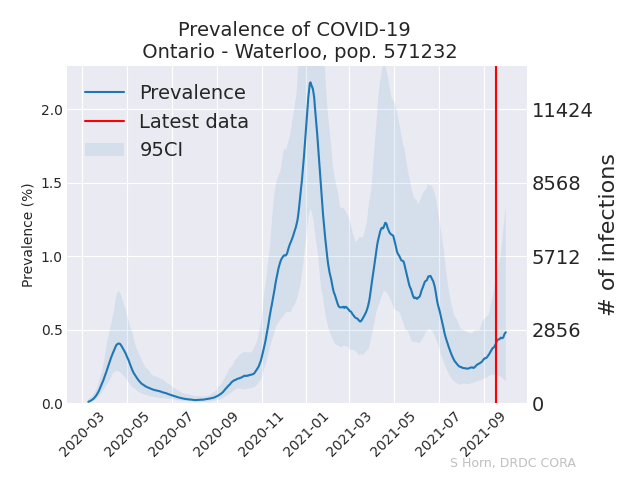 Prevalence of COVID-19
Ontario - Waterloo, pop. 571232
Prevalence
Latest data
95CI
Prevalence (%)
2.0
1.5
1.0
0.5
0.0
11424
8568
5712
2856
0
# of infections
2020-03
2020-05
2020-07
2020-09
2020-11
2021-01
2021-03
2021-05
2021-07
2021-09
S Horn, DRDC CORA